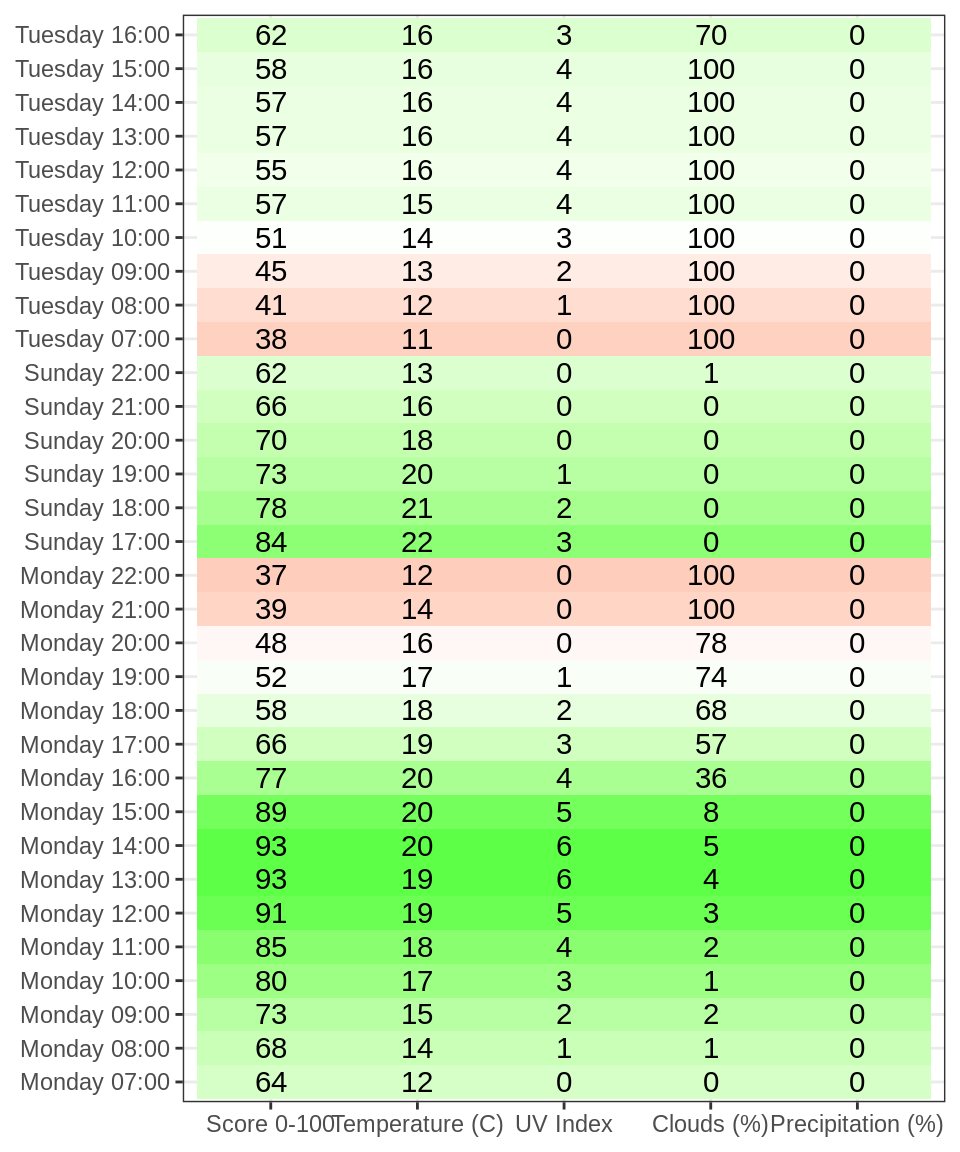 Tuesday 16:00 62 16 3 70 0
Tuesday 15:00 58 16 4 100 0
Tuesday 14:00 57 16 4 100 0
Tuesday 13:00 57 16 4 100 0
Tuesday 12:00 55 16 4 100 0
Tuesday 11:00 57 15 4 100 0
Tuesday 10:00 51 14 3 100 0
Tuesday 09:00 45 13 2 100 0
Tuesday 08:00 41 12 1 100 0
Tuesday 07:00 38 11 0 100 0
Sunday 22:00 62 13 0 1 0
Sunday 21:00 66 16 0 0 0
Sunday 20:00 70 18 0 0 0
Sunday 19:00 73 20 1 0 0
Sunday 18:00 78 21 2 0 0
Sunday 17:00 84 22 3 0 0
Monday 22:00 37 12 0 100 0
Monday 21:00 39 14 0 100 0
Monday 20:00 48 16 0 78 0
Monday 19:00 52 17 1 74 0
Monday 18:00 58 18 2 68 0
Monday 17:00 66 19 3 57 0
Monday 16:00 77 20 4 36 0
Monday 15:00 89 20 5 8 0
Monday 14:00 93 20 6 5 0
Monday 13:00 93 19 6 4 0
Monday 12:00 91 19 5 3 0
Monday 11:00 85 18 4 2 0
Monday 10:00 80 17 3 1 0
Monday 09:00 73 15 2 2 0
Monday 08:00 68 14 1 1 0
Monday 07:00 64 12 0 0 0
Score 0-100 Temperature (C) UV Index Clouds (%) Precipitation (%)